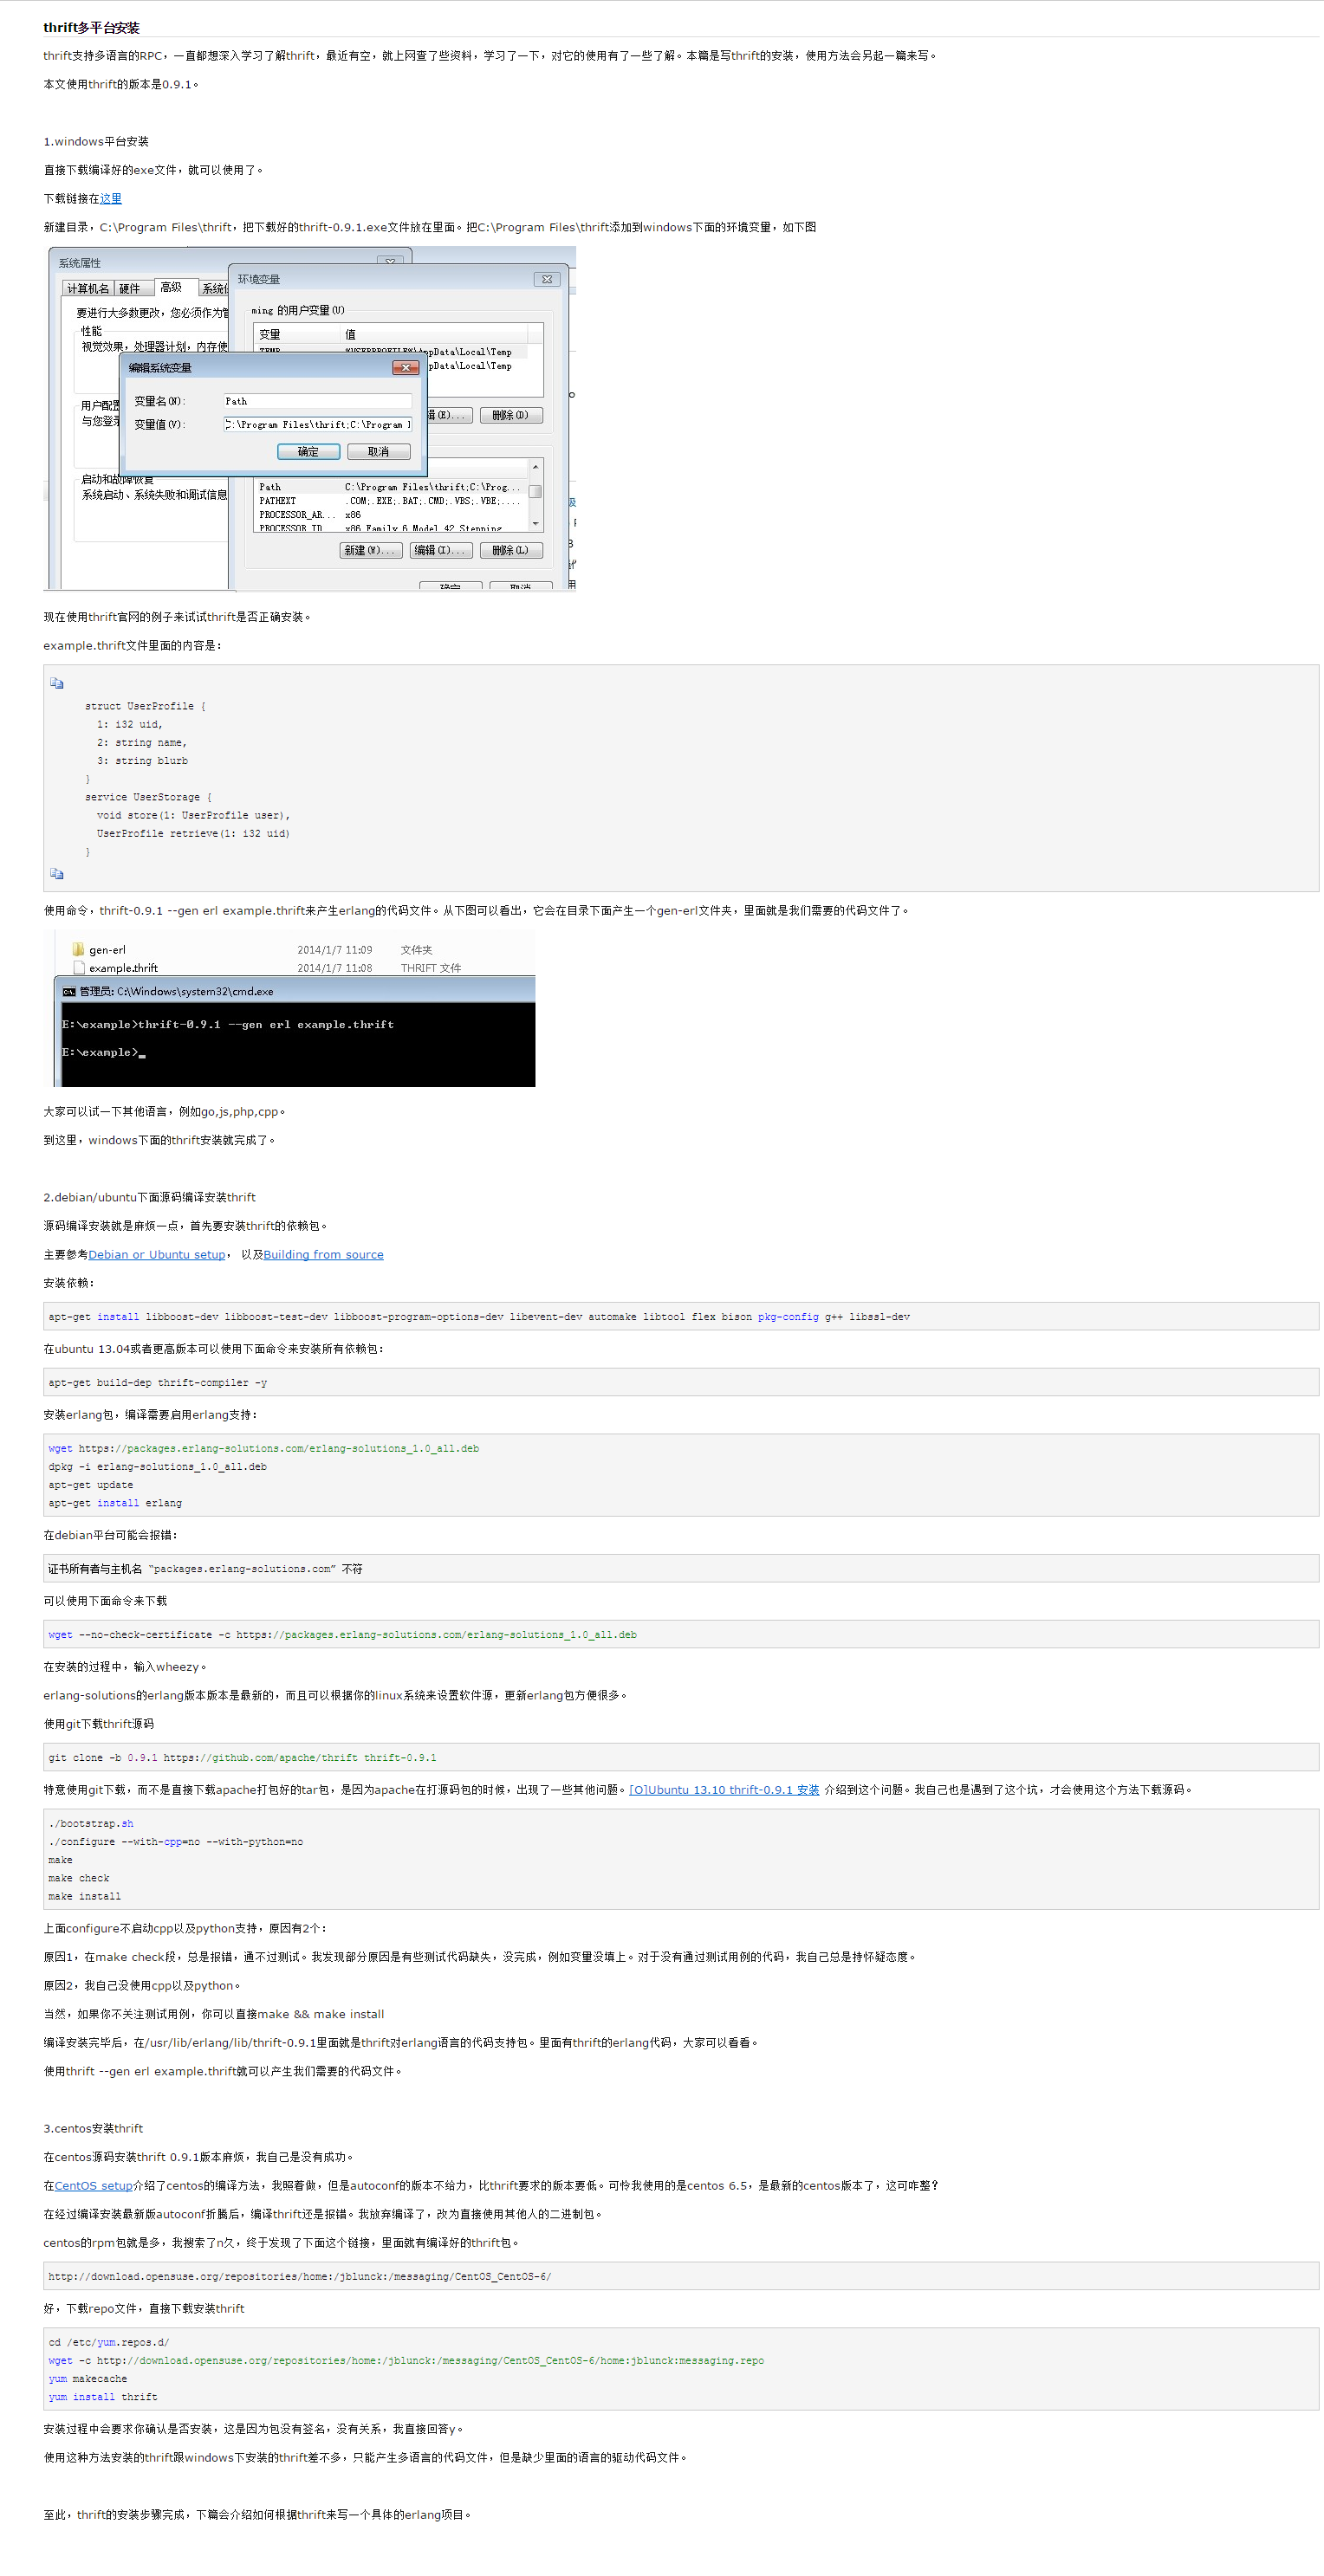 thrift多平台安装
thrift支持多语言的RPC，一直都想深入学习了解thrift，最近有空，就上网查了些资料，学习了一下，对它的使用有了一些了解。本篇是写thrift的安装，使用方法会另起一篇来写。
本文使用thrift的版本是0.9.1。
1.windows平台安装
直接下载编译好的exe文件，就可以使用了。
下载链接在这里
新建目录，C:\Program Files\thrift，把下载好的thrift-0.9.1.exe文件放在里面。把C:\Program Files\thrift添加到windows下面的环境变量，如下图
系统属性
环境变量
计算机名 硬件 高级
要进行大多数更改，您必须作为管
ming 的用户变量(U)
性能
视觉效果，处理器计划，内存使
变量 值
%USERPROFILE%\AppData\Local\Temp
ppData\Local\Temp
编辑系统变量
变量名(N): Path
变量值(V): C:\Program Files\thrift;C:\Program
确定 取消
用户配置
与您登录
辑(E)... 删除(D)
启动和故障恢复
系统启动、系统失败和调试信息
Path C:\Program Files\thrift;C:\Prog...
PATHEXT .COM;.EXE;.BAT;.CMD;.VBS;.VBE;....
PROCESSOR_AR... x86
PROCESSOR_ID x86 Family 6 Model 42 Stepping
新建(W)... 编辑(I)... 删除(L)
确定 取消
现在使用thrift官网的例子来试试thrift是否正确安装。
example.thrift文件里面的内容是：
struct UserProfile {
1: i32 uid,
2: string name,
3: string blurb
}
service UserStorage {
void store(1: UserProfile user),
UserProfile retrieve(1: i32 uid)
}
使用命令，thrift-0.9.1 --gen erl example.thrift来产生erlang的代码文件。从下图可以看出，它会在目录下面产生一个gen-erl文件夹，里面就是我们需要的代码文件了。
gen-erl 2014/1/7 11:09 文件夹
example.thrift 2014/1/7 11:08 THRIFT 文件
管理员: C:\Windows\system32\cmd.exe
E:\example>thrift-0.9.1 --gen erl example.thrift
E:\example>_
大家可以试一下其他语言，例如go,js,php,cpp。
到这里，windows下面的thrift安装就完成了。
2.debian/ubuntu下面源码编译安装thrift
源码编译安装就是麻烦一点，首先要安装thrift的依赖包。
主要参考Debian or Ubuntu setup， 以及Building from source
安装依赖：
apt-get install libboost-dev libboost-test-dev libboost-program-options-dev libevent-dev automake libtool flex bison pkg-config g++ libssl-dev
在ubuntu 13.04或者更高版本可以使用下面命令来安装所有依赖包：
apt-get build-dep thrift-compiler -y
安装erlang包，编译需要启用erlang支持：
wget https://packages.erlang-solutions.com/erlang-solutions_1.0_all.deb
dpkg -i erlang-solutions_1.0_all.deb
apt-get update
apt-get install erlang
在debian平台可能会报错：
证书所有者与主机名 “packages.erlang-solutions.com” 不符
可以使用下面命令来下载
wget --no-check-certificate -c https://packages.erlang-solutions.com/erlang-solutions_1.0_all.deb
在安装的过程中，输入wheezy。
erlang-solutions的erlang版本版本是最新的，而且可以根据你的linux系统来设置软件源，更新erlang包方便很多。
使用git下载thrift源码
git clone -b 0.9.1 https://github.com/apache/thrift thrift-0.9.1
特意使用git下载，而不是直接下载apache打包好的tar包，是因为apache在打源码包的时候，出现了一些其他问题。[O]Ubuntu 13.10 thrift-0.9.1 安装 介绍到这个问题。我自己也是遇到了这个坑，才会使用这个方法下载源码。
./bootstrap.sh
./configure --with-cpp=no --with-python=no
make
make check
make install
上面configure不启动cpp以及python支持，原因有2个：
原因1，在make check段，总是报错，通不过测试。我发现部分原因是有些测试代码缺失，没完成，例如变量没填上。对于没有通过测试用例的代码，我自己总是持怀疑态度。
原因2，我自己没使用cpp以及python。
当然，如果你不关注测试用例，你可以直接make && make install
编译安装完毕后，在/usr/lib/erlang/lib/thrift-0.9.1里面就是thrift对erlang语言的代码支持包。里面有thrift的erlang代码，大家可以看看。
使用thrift --gen erl example.thrift就可以产生我们需要的代码文件。
3.centos安装thrift
在centos源码安装thrift 0.9.1版本麻烦，我自己是没有成功。
在CentOS setup介绍了centos的编译方法，我照着做，但是autoconf的版本不给力，比thrift要求的版本要低。可怜我使用的是centos 6.5，是最新的centos版本了，这可咋整？
在经过编译安装最新版autoconf折腾后，编译thrift还是报错。我放弃编译了，改为直接使用其他人的二进制包。
centos的rpm包就是多，我搜索了n久，终于发现了下面这个链接，里面就有编译好的thrift包。
http://download.opensuse.org/repositories/home:/jblunck:/messaging/CentOS_CentOS-6/
好，下载repo文件，直接下载安装thrift
cd /etc/yum.repos.d/
wget -c http://download.opensuse.org/repositories/home:/jblunck:/messaging/CentOS_CentOS-6/home:jblunck:messaging.repo
yum makecache
yum install thrift
安装过程中会要求你确认是否安装，这是因为包没有签名，没有关系，我直接回答y。
使用这种方法安装的thrift跟windows下安装的thrift差不多，只能产生多语言的代码文件，但是缺少里面的语言的驱动代码文件。
至此，thrift的安装步骤完成，下篇会介绍如何根据thrift来写一个具体的erlang项目。